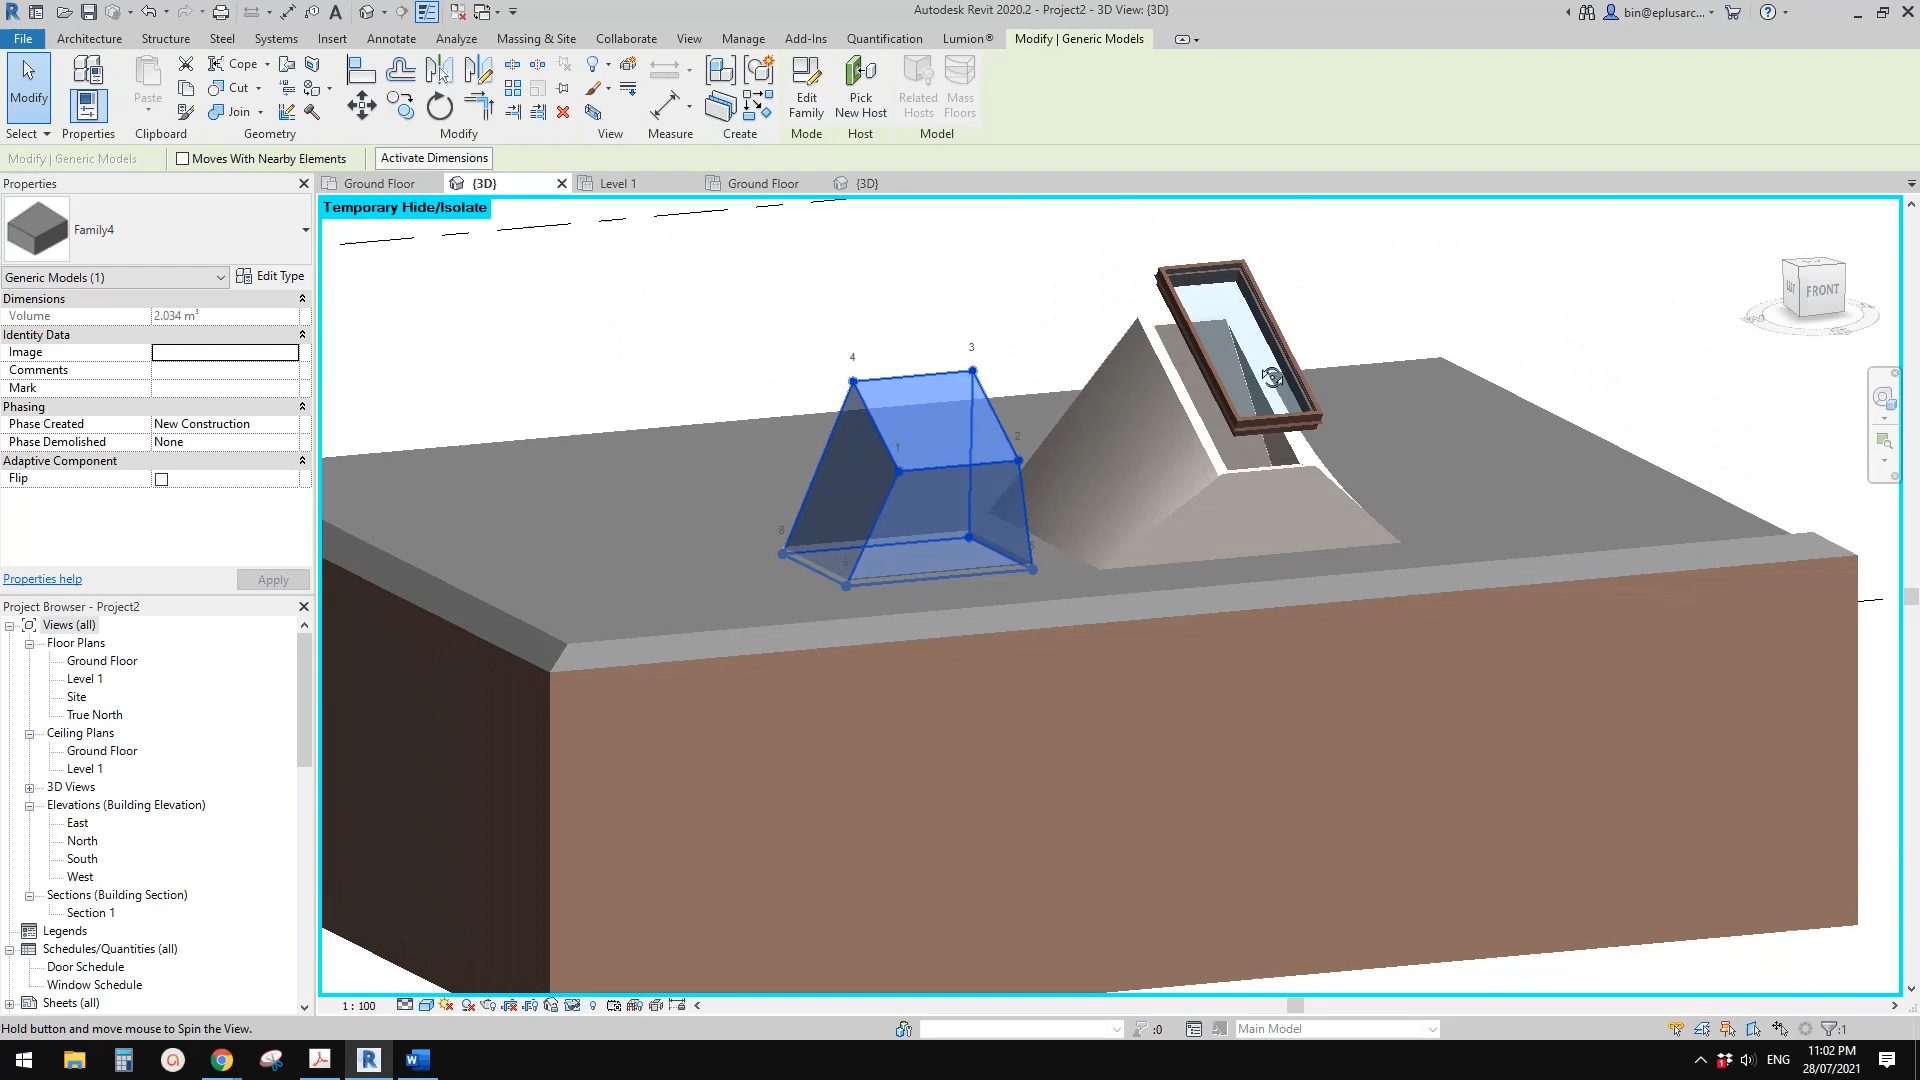 Autodesk Revit 2020.2 - Project2 - 3D View: {3D}
bin@eplusarc...
File Architecture Structure Steel Systems Insert Annotate Analyze Massing & Site Collaborate View Manage Add-Ins Quantification Lumion® Modify | Generic Models
Modify
Paste
Cope
Cut
Join
Edit Family
Pick New Host
Related Hosts
Mass Floors
Select Properties Clipboard Geometry Modify View Measure Create Mode Host Model
Modify | Generic Models Moves With Nearby Elements Activate Dimensions
Properties
Ground Floor {3D} Level 1 Ground Floor {3D}
Temporary Hide/Isolate
Family4
Generic Models (1) Edit Type
Dimensions
Volume 2.034 m³
Identity Data
Image
Comments
Mark
Phasing
Phase Created New Construction
Phase Demolished None
Adaptive Component
Flip
Properties help Apply
4
3
2
1
FRONT
Project Browser - Project2
Views (all)
Floor Plans
Ground Floor
Level 1
Site
True North
Ceiling Plans
Ground Floor
Level 1
3D Views
Elevations (Building Elevation)
East
North
South
West
Sections (Building Section)
Section 1
Legends
Schedules/Quantities (all)
Door Schedule
Window Schedule
Sheets (all)
1 : 100
Hold button and move mouse to Spin the View.
:0
Main Model
:1
ENG
11:02 PM
28/07/2021